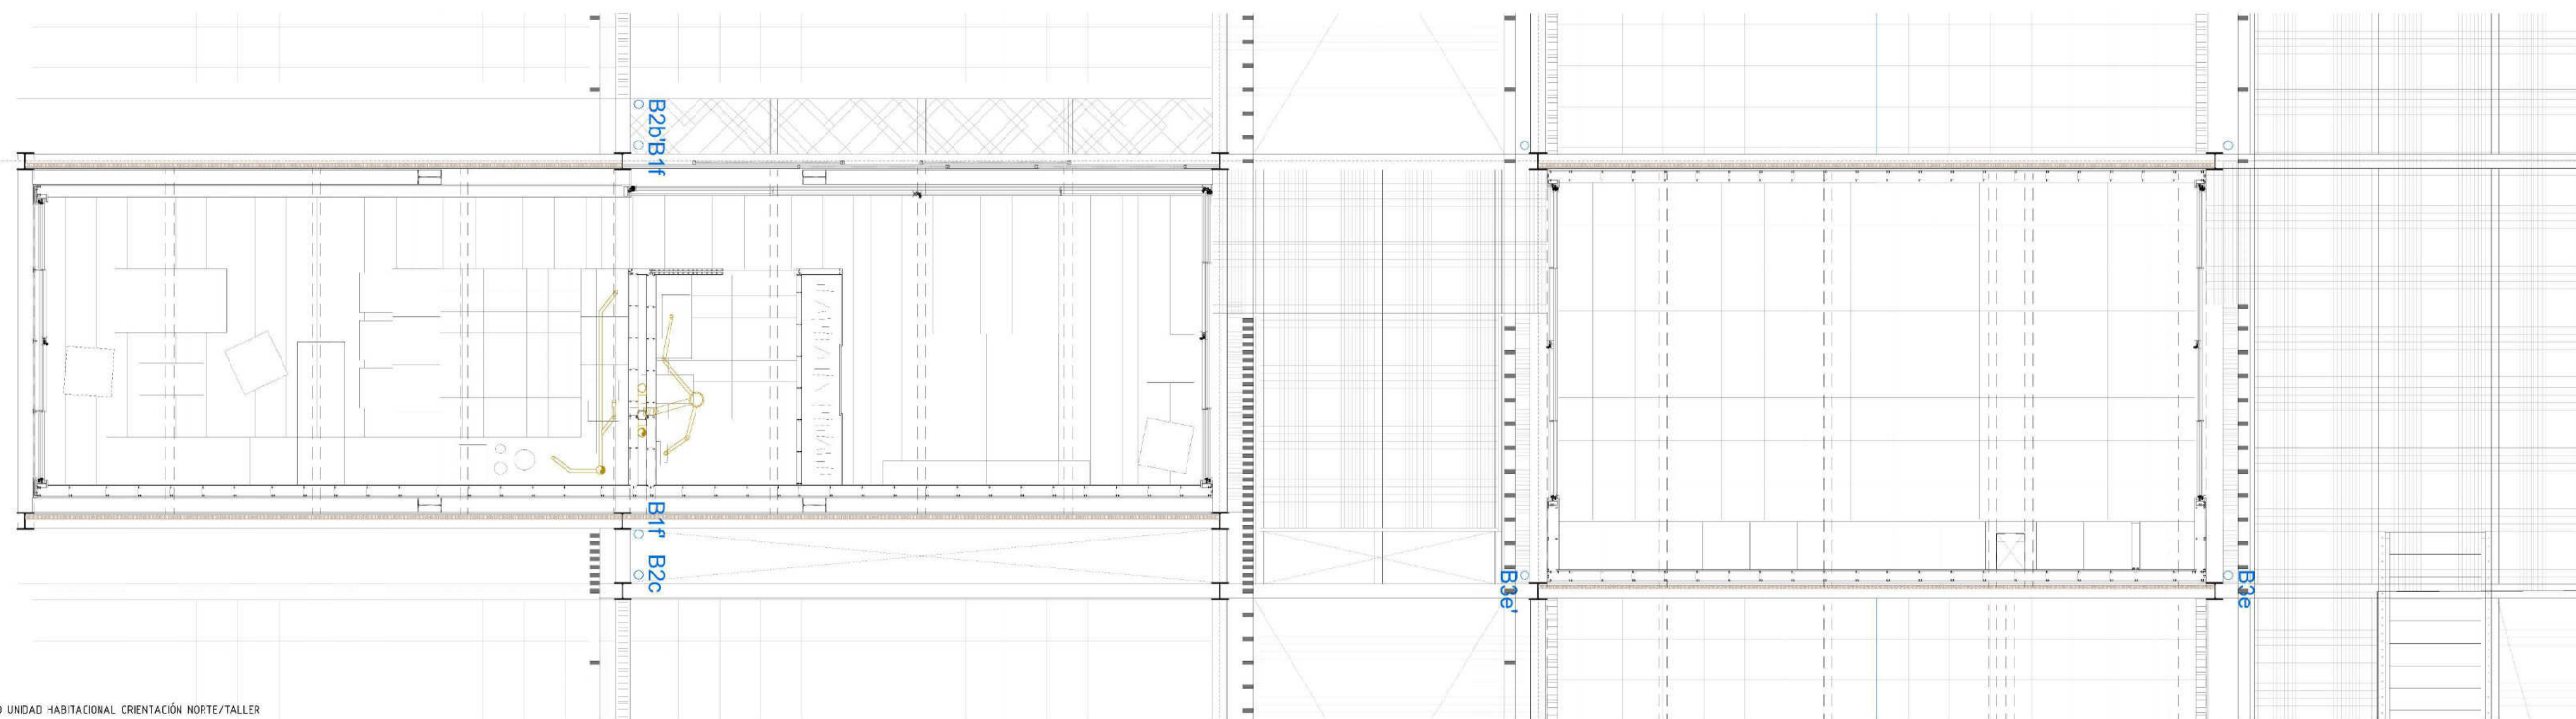 B2b'B1f
B1f' B2c
B3e'
B3e
UNIDAD HABITACIONAL CRIENTACIÓN NORTE/TALLER